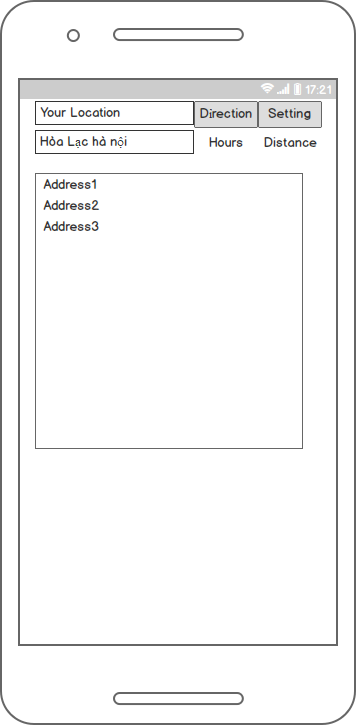 17:21
Your Location Direction Setting
Hòa Lạc hà nội Hours Distance
Address1
Address2
Address3